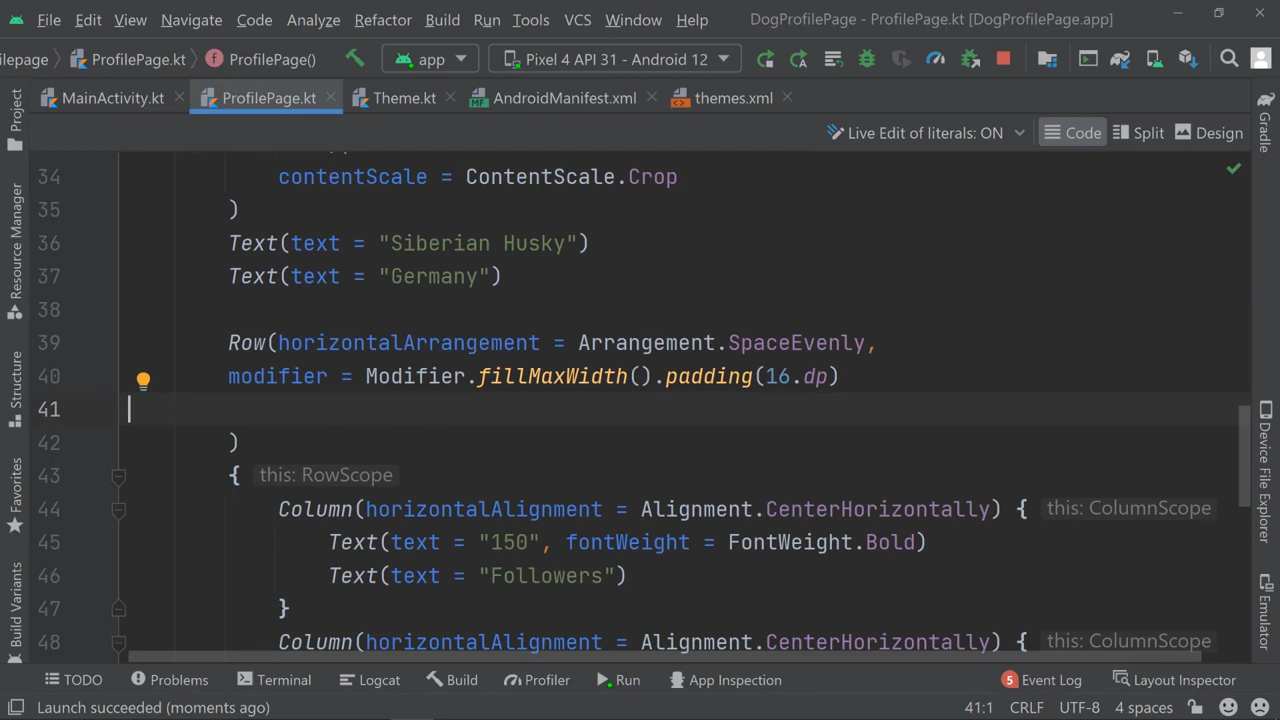 File Edit View Navigate Code Analyze Refactor Build Run Tools VCS Window Help DogProfilePage - ProfilePage.kt [DogProfilePage.app]
ilepage ProfilePage.kt ProfilePage() app Pixel 4 API 31 - Android 12
MainActivity.kt ProfilePage.kt Theme.kt AndroidManifest.xml themes.xml
Live Edit of literals: ON Code Split Design
34 contentScale = ContentScale.Crop
35 )
36 Text(text = "Siberian Husky")
37 Text(text = "Germany")
38
39 Row(horizontalArrangement = Arrangement.SpaceEvenly,
40 modifier = Modifier.fillMaxWidth().padding(16.dp)
41
42 )
43 { this: RowScope
44 Column(horizontalAlignment = Alignment.CenterHorizontally) { this: ColumnScope
45 Text(text = "150", fontWeight = FontWeight.Bold)
46 Text(text = "Followers")
47 }
48 Column(horizontalAlignment = Alignment.CenterHorizontally) { this: ColumnScope
Project
Resource Manager
Structure
Favorites
Build Variants
Gradle
Device File Explorer
Emulator
TODO Problems Terminal Logcat Build Profiler Run App Inspection 5 Event Log Layout Inspector
Launch succeeded (moments ago) 41:1 CRLF UTF-8 4 spaces